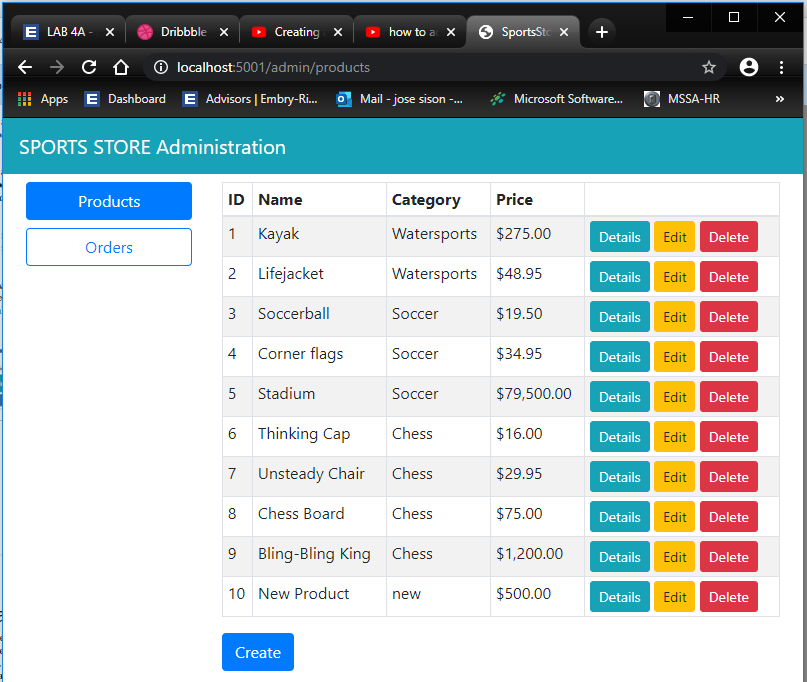 LAB 4A - Dribbble Creating how to a SportsSto
localhost:5001/admin/products
Apps Dashboard Advisors | Embry-Ri... Mail - jose sison -... Microsoft Software... MSSA-HR »
SPORTS STORE Administration
Products
Orders
ID Name Category Price
1 Kayak Watersports $275.00 Details Edit Delete
2 Lifejacket Watersports $48.95 Details Edit Delete
3 Soccerball Soccer $19.50 Details Edit Delete
4 Corner flags Soccer $34.95 Details Edit Delete
5 Stadium Soccer $79,500.00 Details Edit Delete
6 Thinking Cap Chess $16.00 Details Edit Delete
7 Unsteady Chair Chess $29.95 Details Edit Delete
8 Chess Board Chess $75.00 Details Edit Delete
9 Bling-Bling King Chess $1,200.00 Details Edit Delete
10 New Product new $500.00 Details Edit Delete
Create